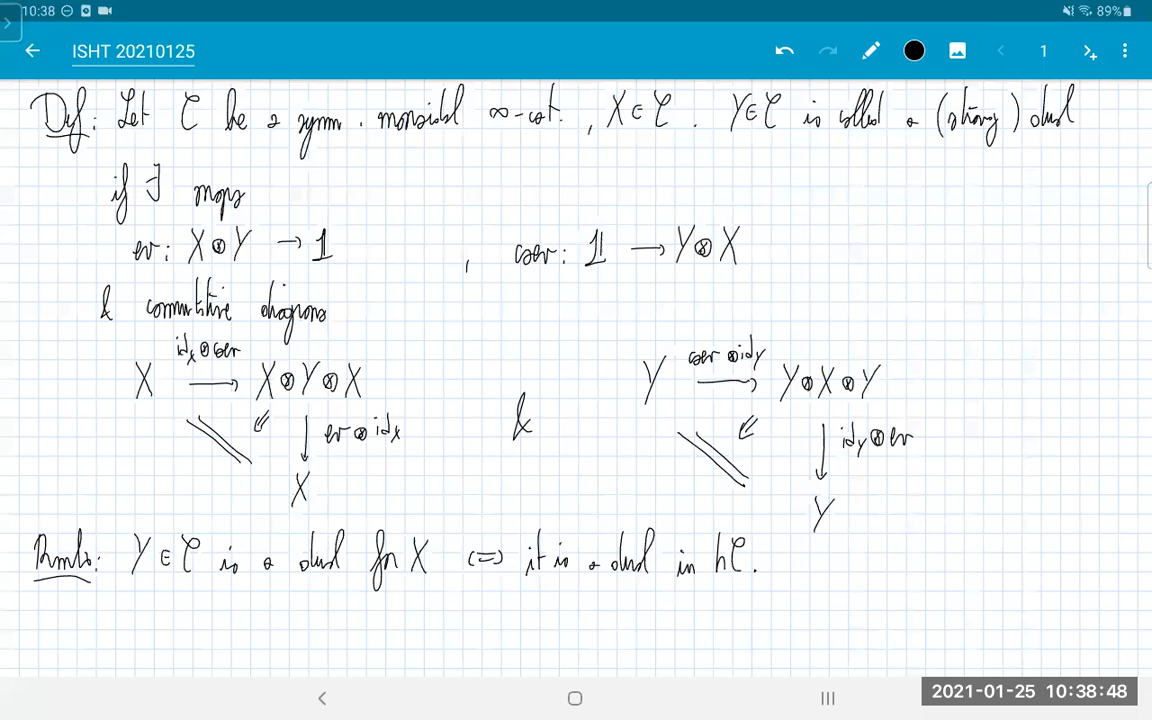 10:38
89%
ISHT 20210125
1
Def: Let C be a symm. monoidal ∞-cat., X ∈ C. Y ∈ C is called a (strong) dual
if ∃ maps
ev: X ⊗ Y → 1 , coev: 1 → Y ⊗ X
& commutative diagrams
id_X ⊗ coev
coev ⊗ id_Y
X → X ⊗ Y ⊗ X
Y → Y ⊗ X ⊗ Y
&
ev ⊗ id_X
id_Y ⊗ ev
X
Y
Rmk: Y ∈ C is a dual for X ⟺ it is a dual in hC.
2021-01-25 10:38:48